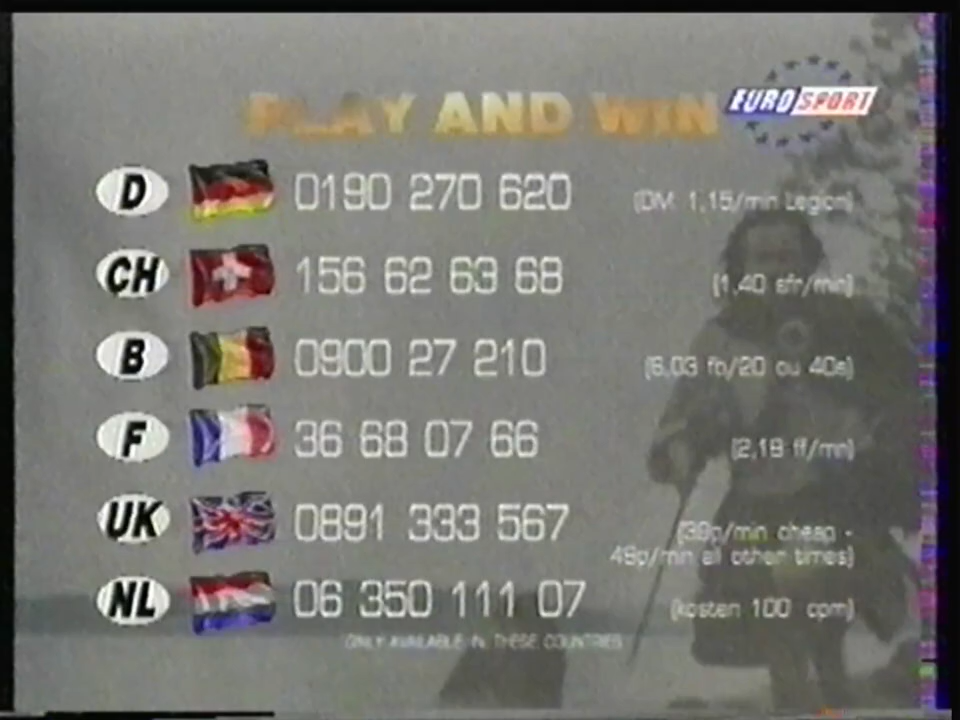 PLAY AND WIN
EUROSPORT
D 0190 270 620 (DM 1,15/min Legion)
CH 156 62 63 68 (1,40 sfr/min)
B 0900 27 210 (6,03 fb/20 ou 40s)
F 36 68 07 66 (2,19 ff/mn)
UK 0891 333 567 (39p/min cheap -
49p/min all other times)
NL 06 350 111 07 (kosten 100 cpm)
ONLY AVAILABLE IN THESE COUNTRIES